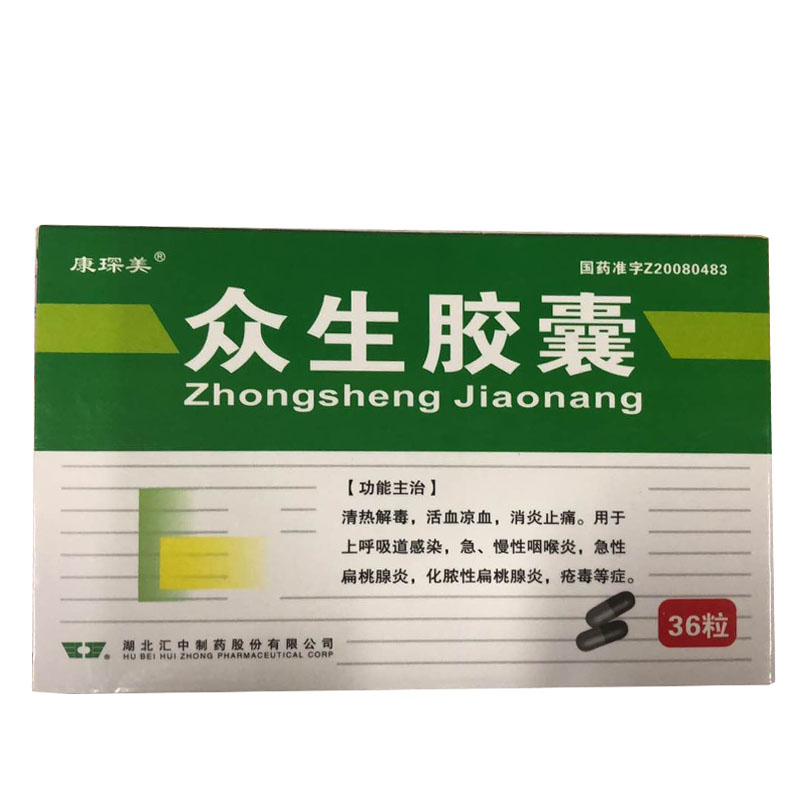 康琛美®
国药准字Z20080483
众生胶囊
Zhongsheng Jiaonang
【功能主治】
清热解毒，活血凉血，消炎止痛。用于
上呼吸道感染，急、慢性咽喉炎，急性
扁桃腺炎，化脓性扁桃腺炎，疮毒等症。
36粒
湖北汇中制药股份有限公司
HU BEI HUI ZHONG PHARMACEUTICAL CORP